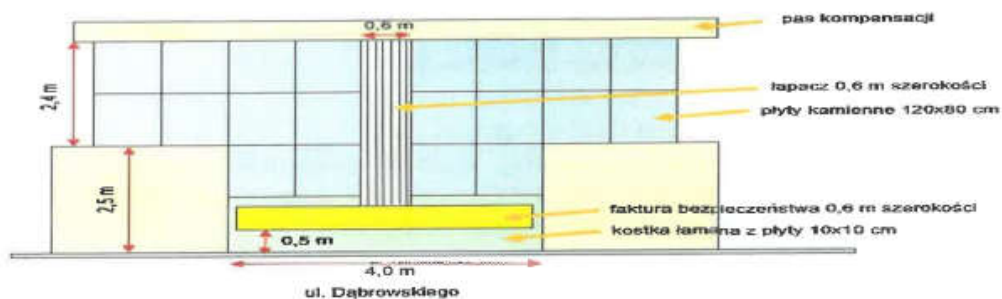 0,6 m
pas kompensacji
2,4 m
łapacz 0,6 m szerokości
płyty kamienne 120x80 cm
2,5 m
faktura bezpieczeństwa 0,6 m szerokości
kostka łamana z płyty 10x10 cm
0,5 m
4,0 m
ul. Dąbrowskiego